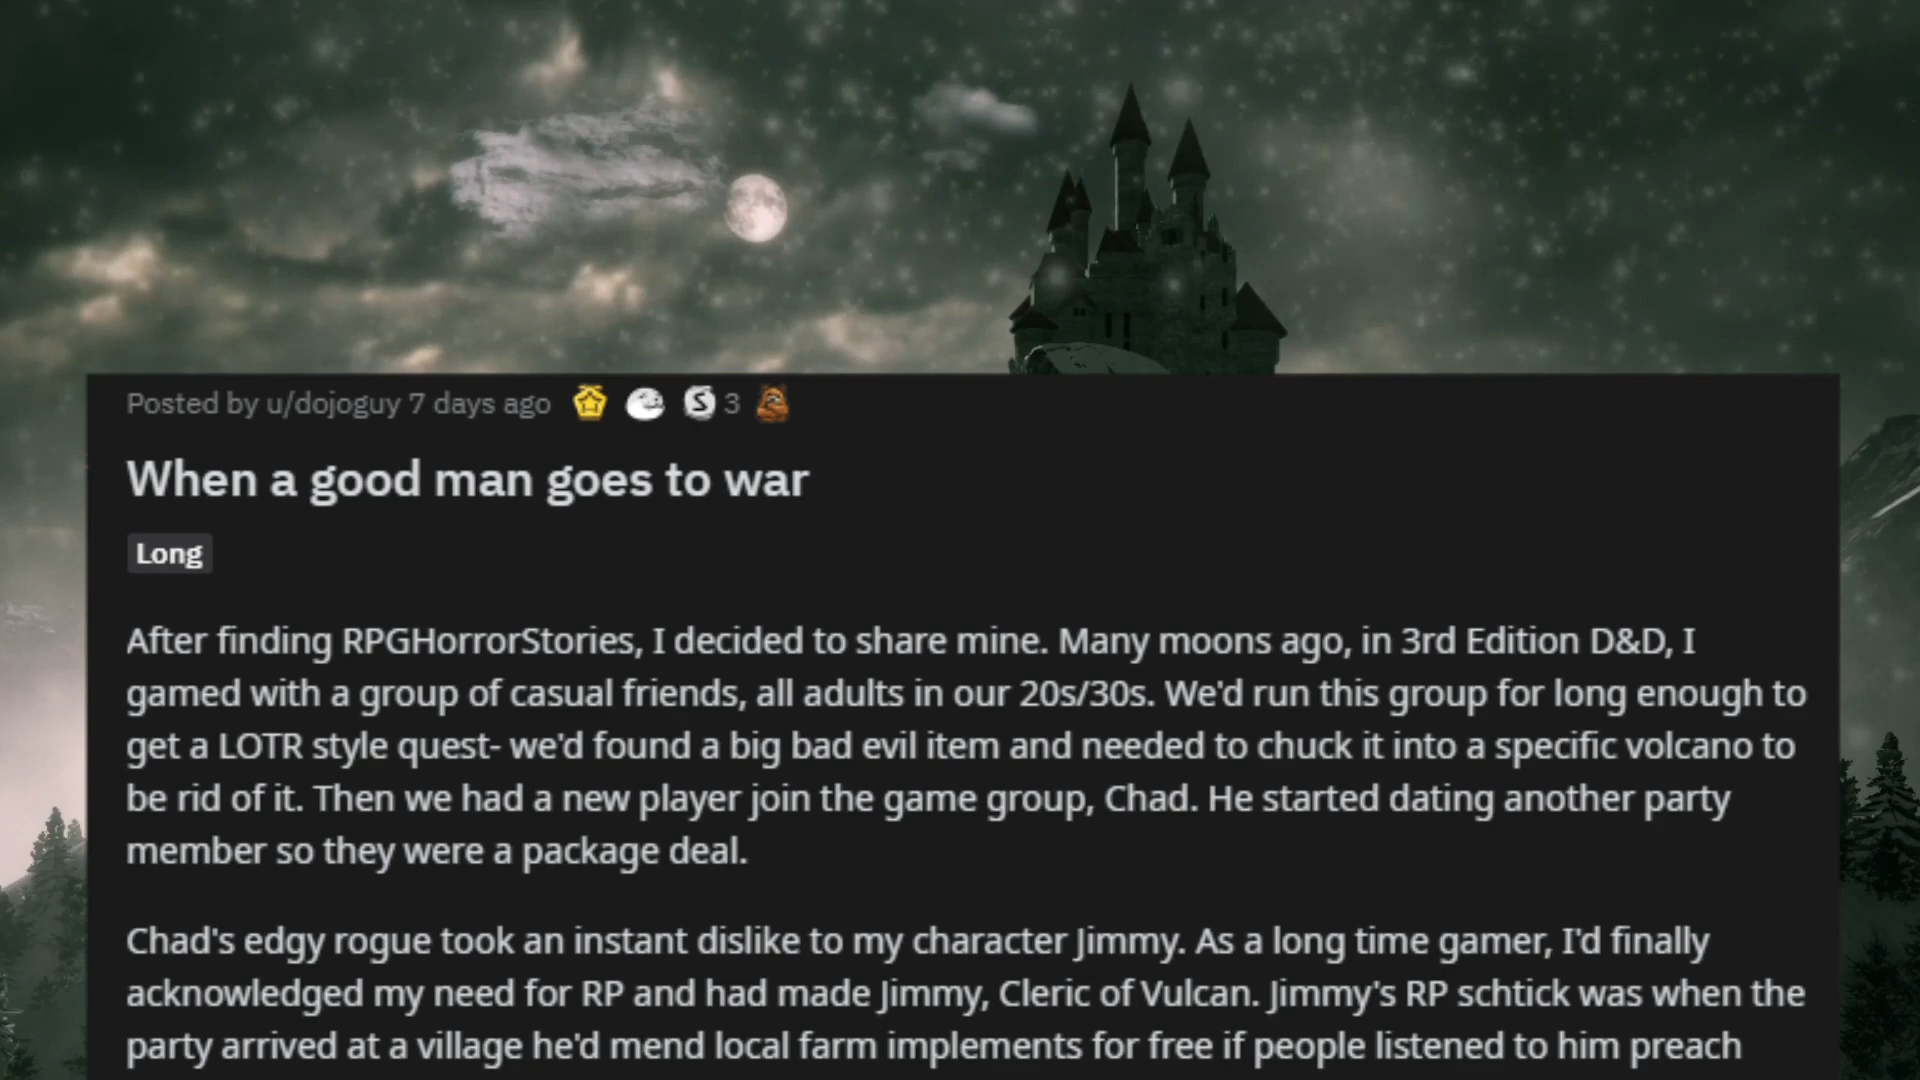 Posted by u/dojoguy 7 days ago 3
When a good man goes to war
Long
After finding RPGHorrorStories, I decided to share mine. Many moons ago, in 3rd Edition D&D, I
gamed with a group of casual friends, all adults in our 20s/30s. We'd run this group for long enough to
get a LOTR style quest- we'd found a big bad evil item and needed to chuck it into a specific volcano to
be rid of it. Then we had a new player join the game group, Chad. He started dating another party
member so they were a package deal.
Chad's edgy rogue took an instant dislike to my character Jimmy. As a long time gamer, I'd finally
acknowledged my need for RP and had made Jimmy, Cleric of Vulcan. Jimmy's RP schtick was when the
party arrived at a village he'd mend local farm implements for free if people listened to him preach